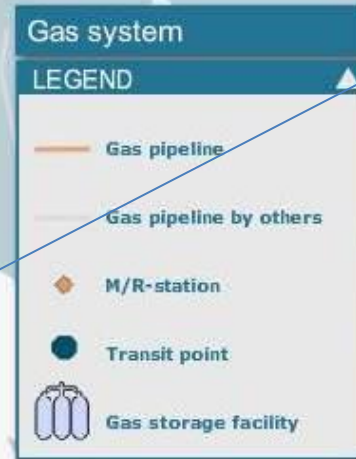 Gas system
LEGEND
Gas pipeline
Gas pipeline by others
M/R-station
Transit point
Gas storage facility